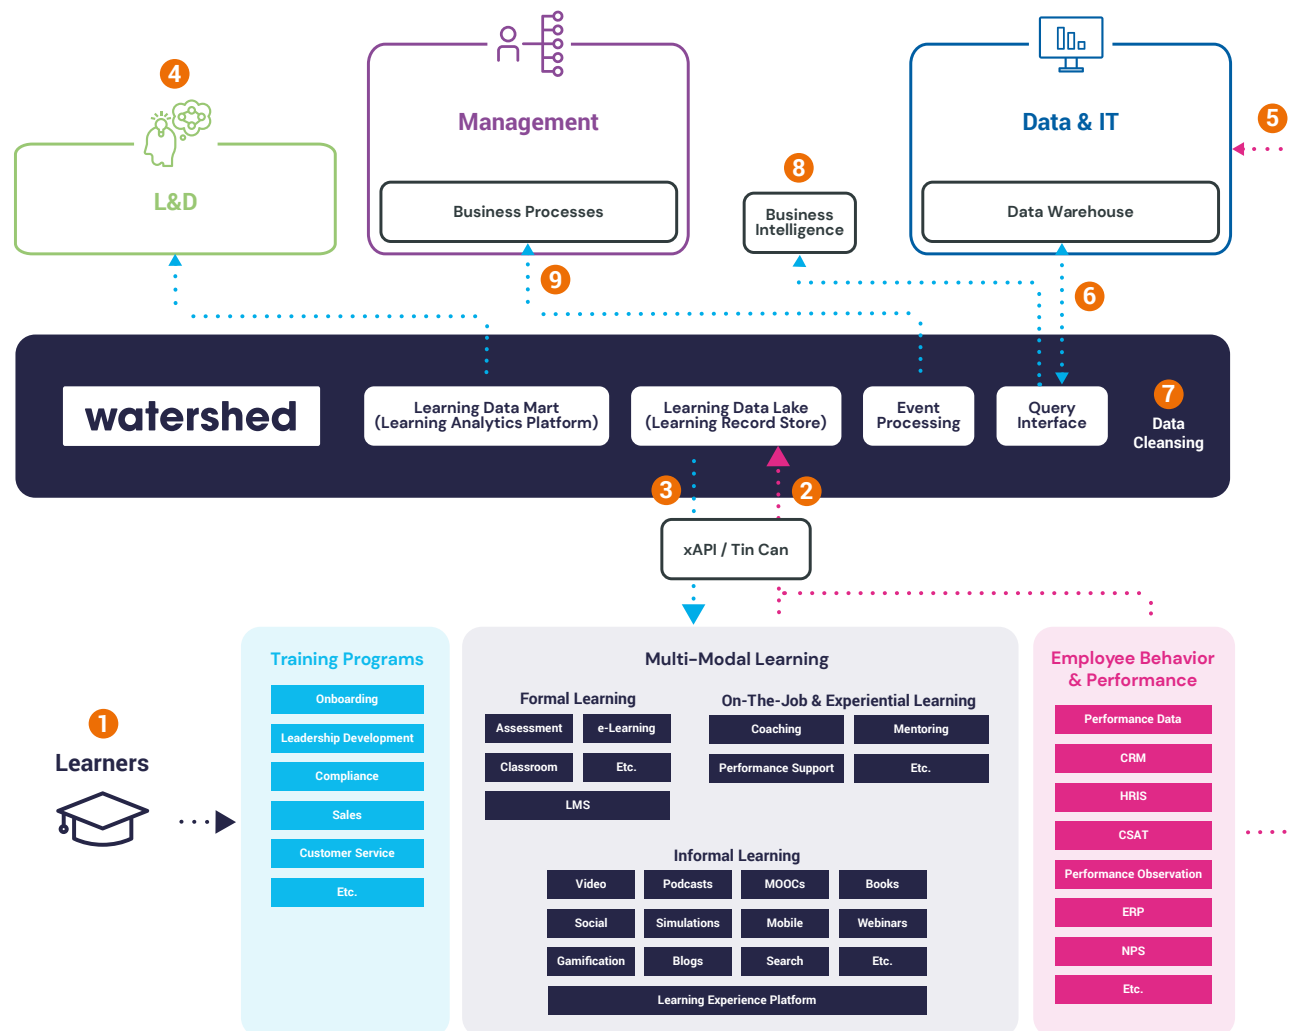 4
L&D
Management
Business Processes
9
8
Business
Intelligence
Data & IT
Data Warehouse
5
6
watershed
Learning Data Mart
(Learning Analytics Platform)
Learning Data Lake
(Learning Record Store)
Event
Processing
Query
Interface
7
Data
Cleansing
3
2
xAPI / Tin Can
1
Learners
Training Programs
Onboarding
Leadership Development
Compliance
Sales
Customer Service
Etc.
Multi-Modal Learning
Formal Learning
Assessment
e-Learning
Classroom
Etc.
LMS
On-The-Job & Experiential Learning
Coaching
Mentoring
Performance Support
Etc.
Informal Learning
Video
Podcasts
MOOCs
Books
Social
Simulations
Mobile
Webinars
Gamification
Blogs
Search
Etc.
Learning Experience Platform
Employee Behavior
& Performance
Performance Data
CRM
HRIS
CSAT
Performance Observation
ERP
NPS
Etc.